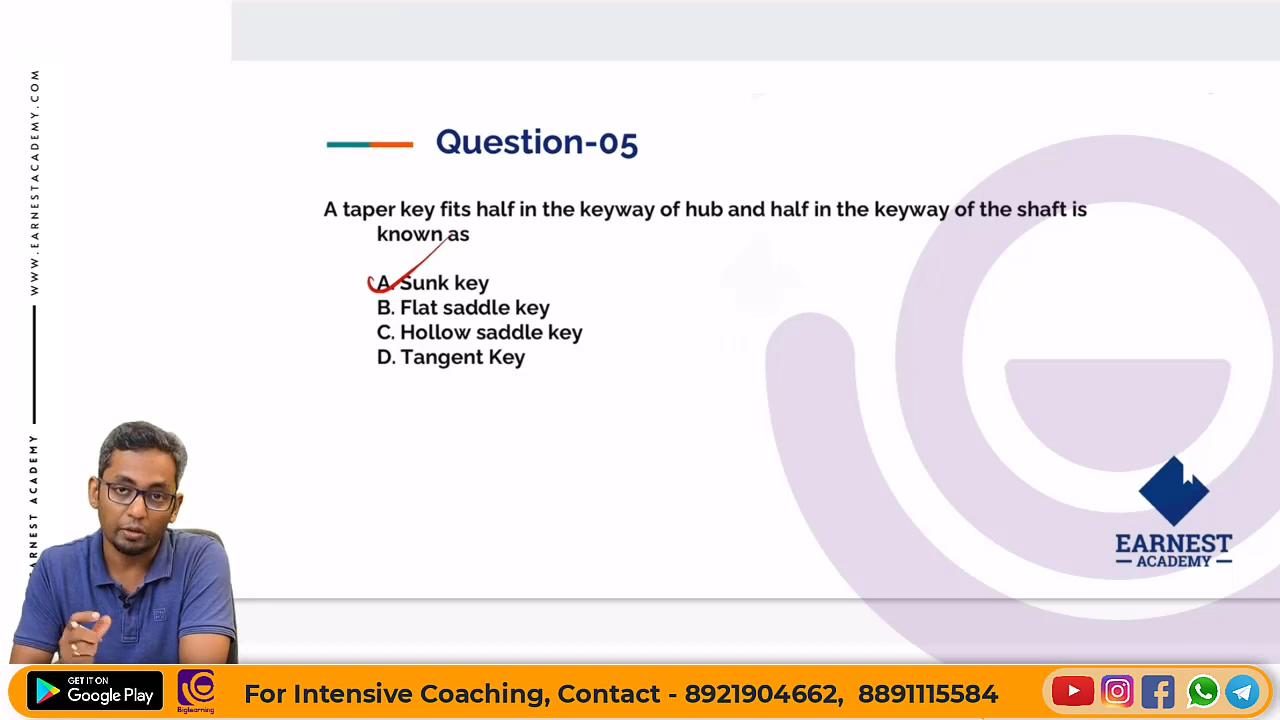 WWW.EARNESTACADEMY.COM
Question-05
A taper key fits half in the keyway of hub and half in the keyway of the shaft is
known as
A. Sunk key
B. Flat saddle key
C. Hollow saddle key
D. Tangent Key
EARNEST ACADEMY
EARNEST
ACADEMY
GET IT ON
Google Play
Biglearning
For Intensive Coaching, Contact - 8921904662, 8891115584